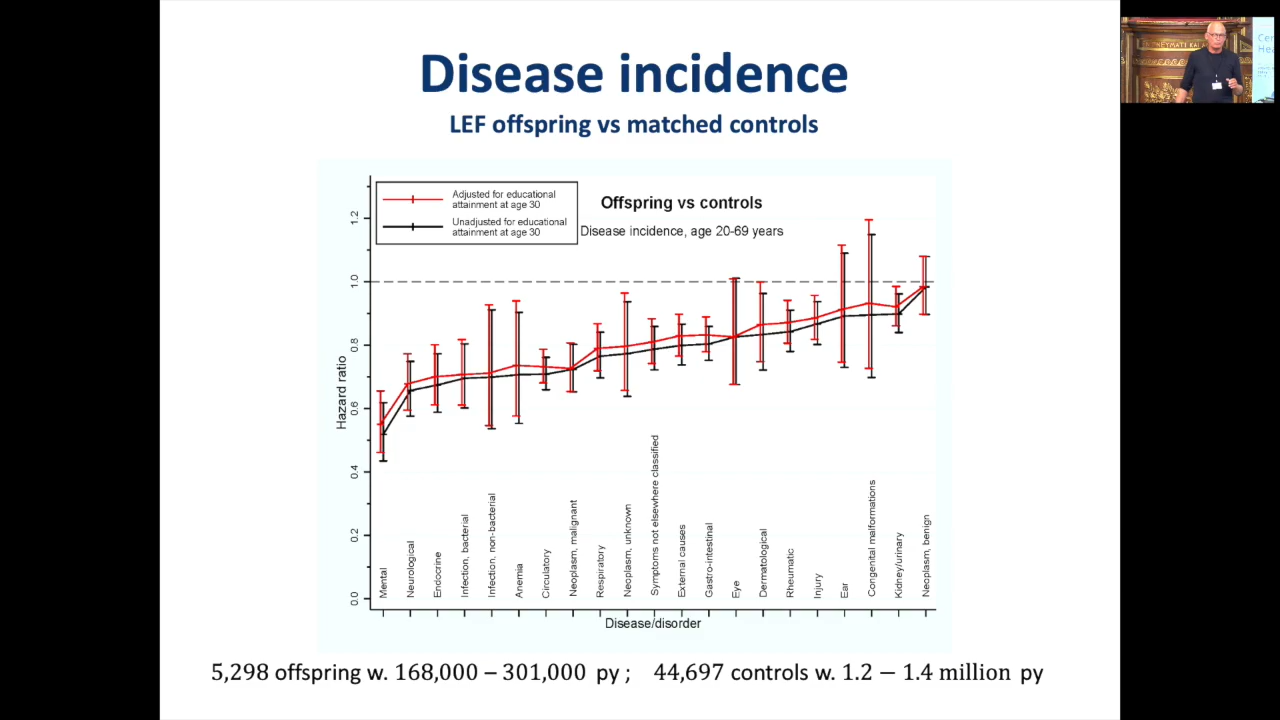 Disease incidence
LEF offspring vs matched controls
Adjusted for educational
attainment at age 30
Unadjusted for educational
attainment at age 30
Offspring vs controls
Disease incidence, age 20-69 years
Hazard ratio
1.2
1.0
0.8
0.6
0.4
0.2
0.0
Mental
Neurological
Endocrine
Infection, bacterial
Infection, non-bacterial
Anemia
Circulatory
Neoplasm, malignant
Respiratory
Neoplasm, unknown
Symptoms not elsewhere classified
External causes
Gastro-intestinal
Eye
Dermatological
Rheumatic
Injury
Ear
Congenital malformations
Kidney/urinary
Neoplasm, benign
Disease/disorder
5,298 offspring w. 168,000 – 301,000 py ; 44,697 controls w. 1.2 − 1.4 million py